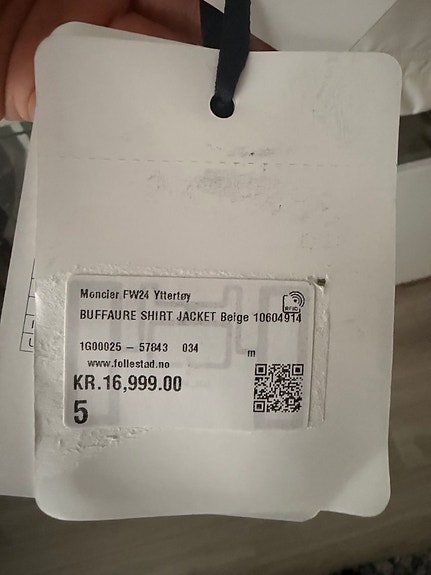 Moncler FW24 Yttertøy
BUFFAURE SHIRT JACKET Beige 10604914
RFID
1G00025 – 57843 034
m
www.follestad.no
KR.16,999.00
5